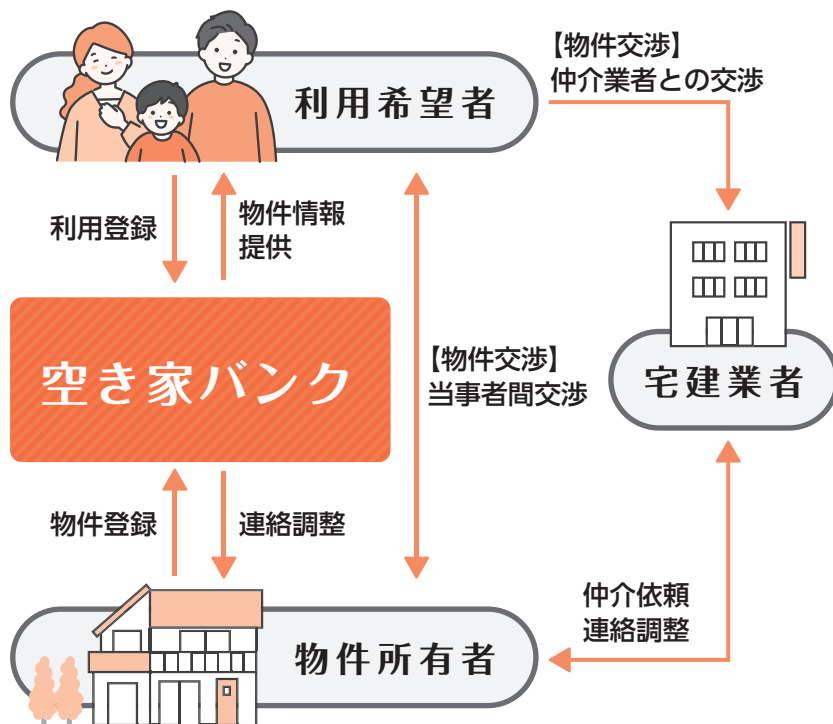 利用希望者
【物件交渉】
仲介業者との交渉
利用登録
物件情報
提供
空き家バンク
【物件交渉】
当事者間交渉
宅建業者
物件登録
連絡調整
仲介依頼
連絡調整
物件所有者